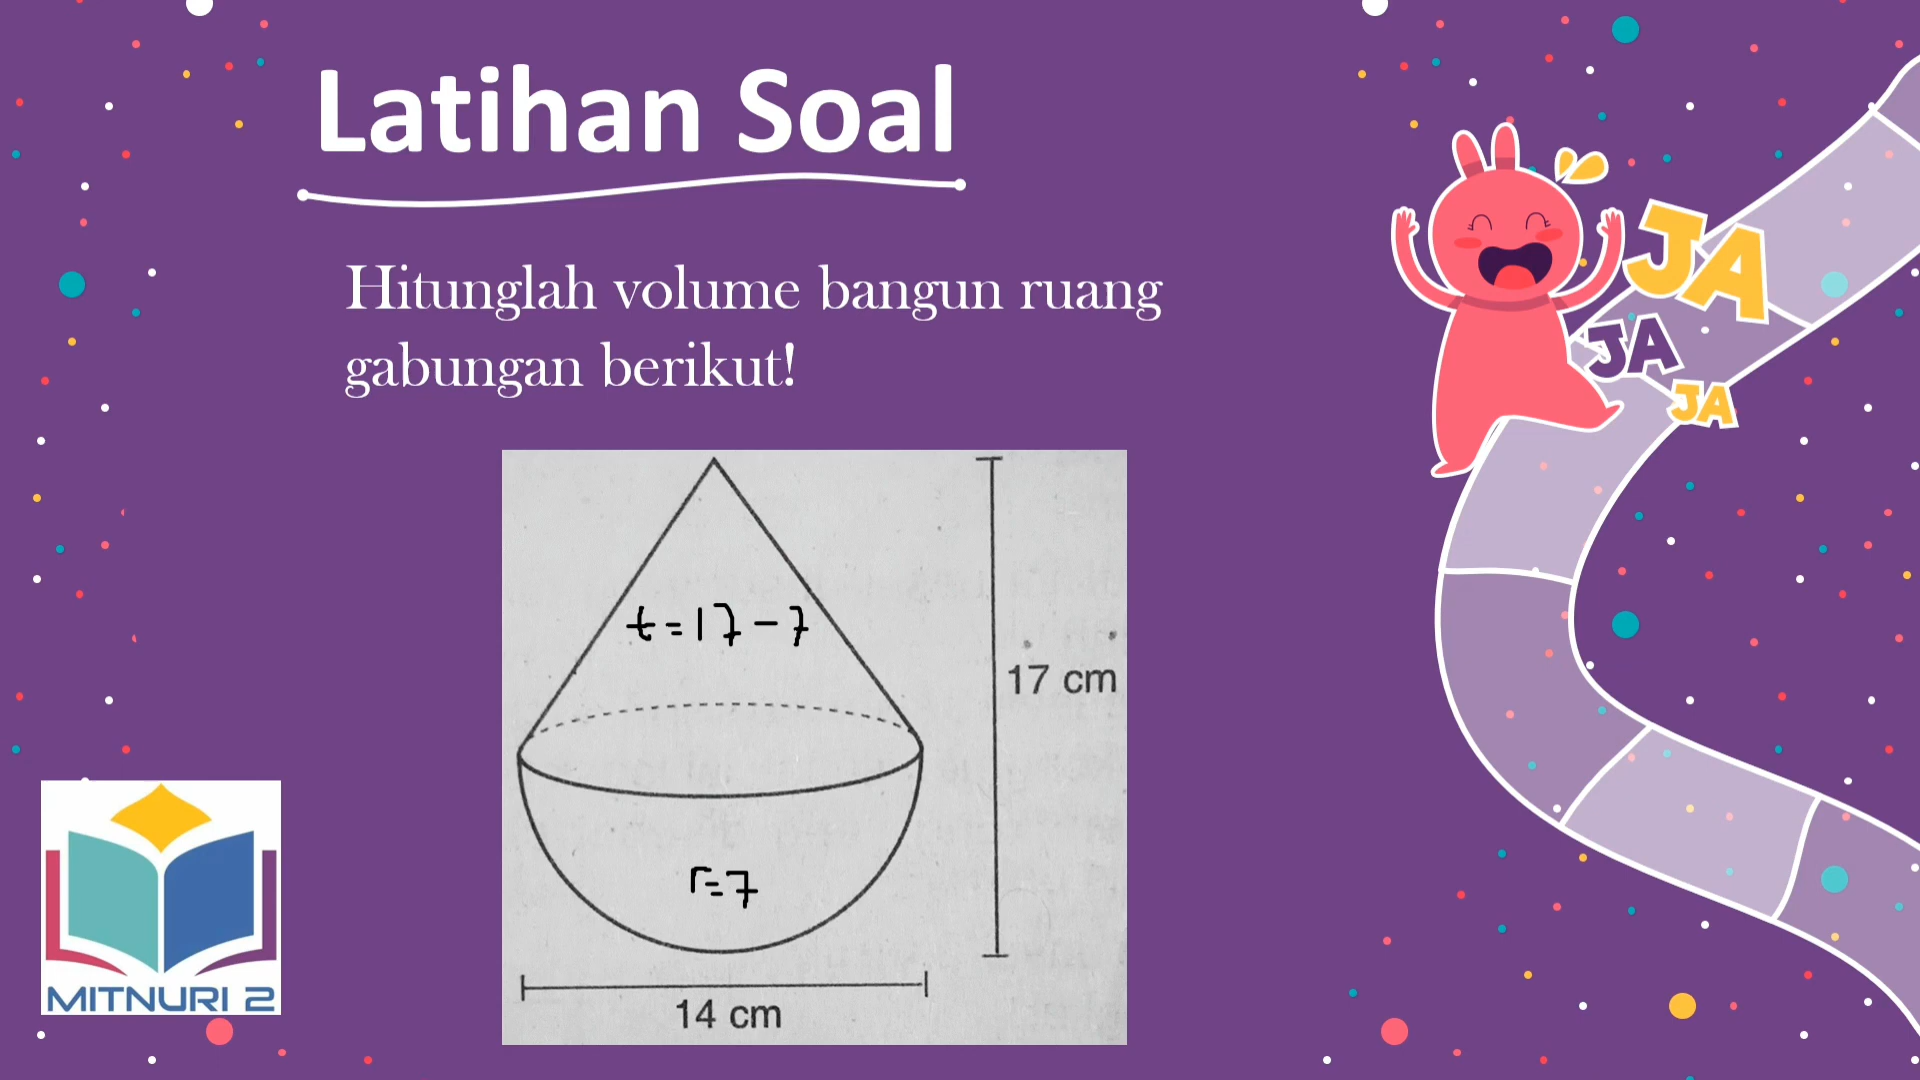 Latihan Soal
Hitunglah volume bangun ruang
gabungan berikut!
JA
JA
JA
t=17-7
17 cm
r=7
14 cm
MITNURI 2